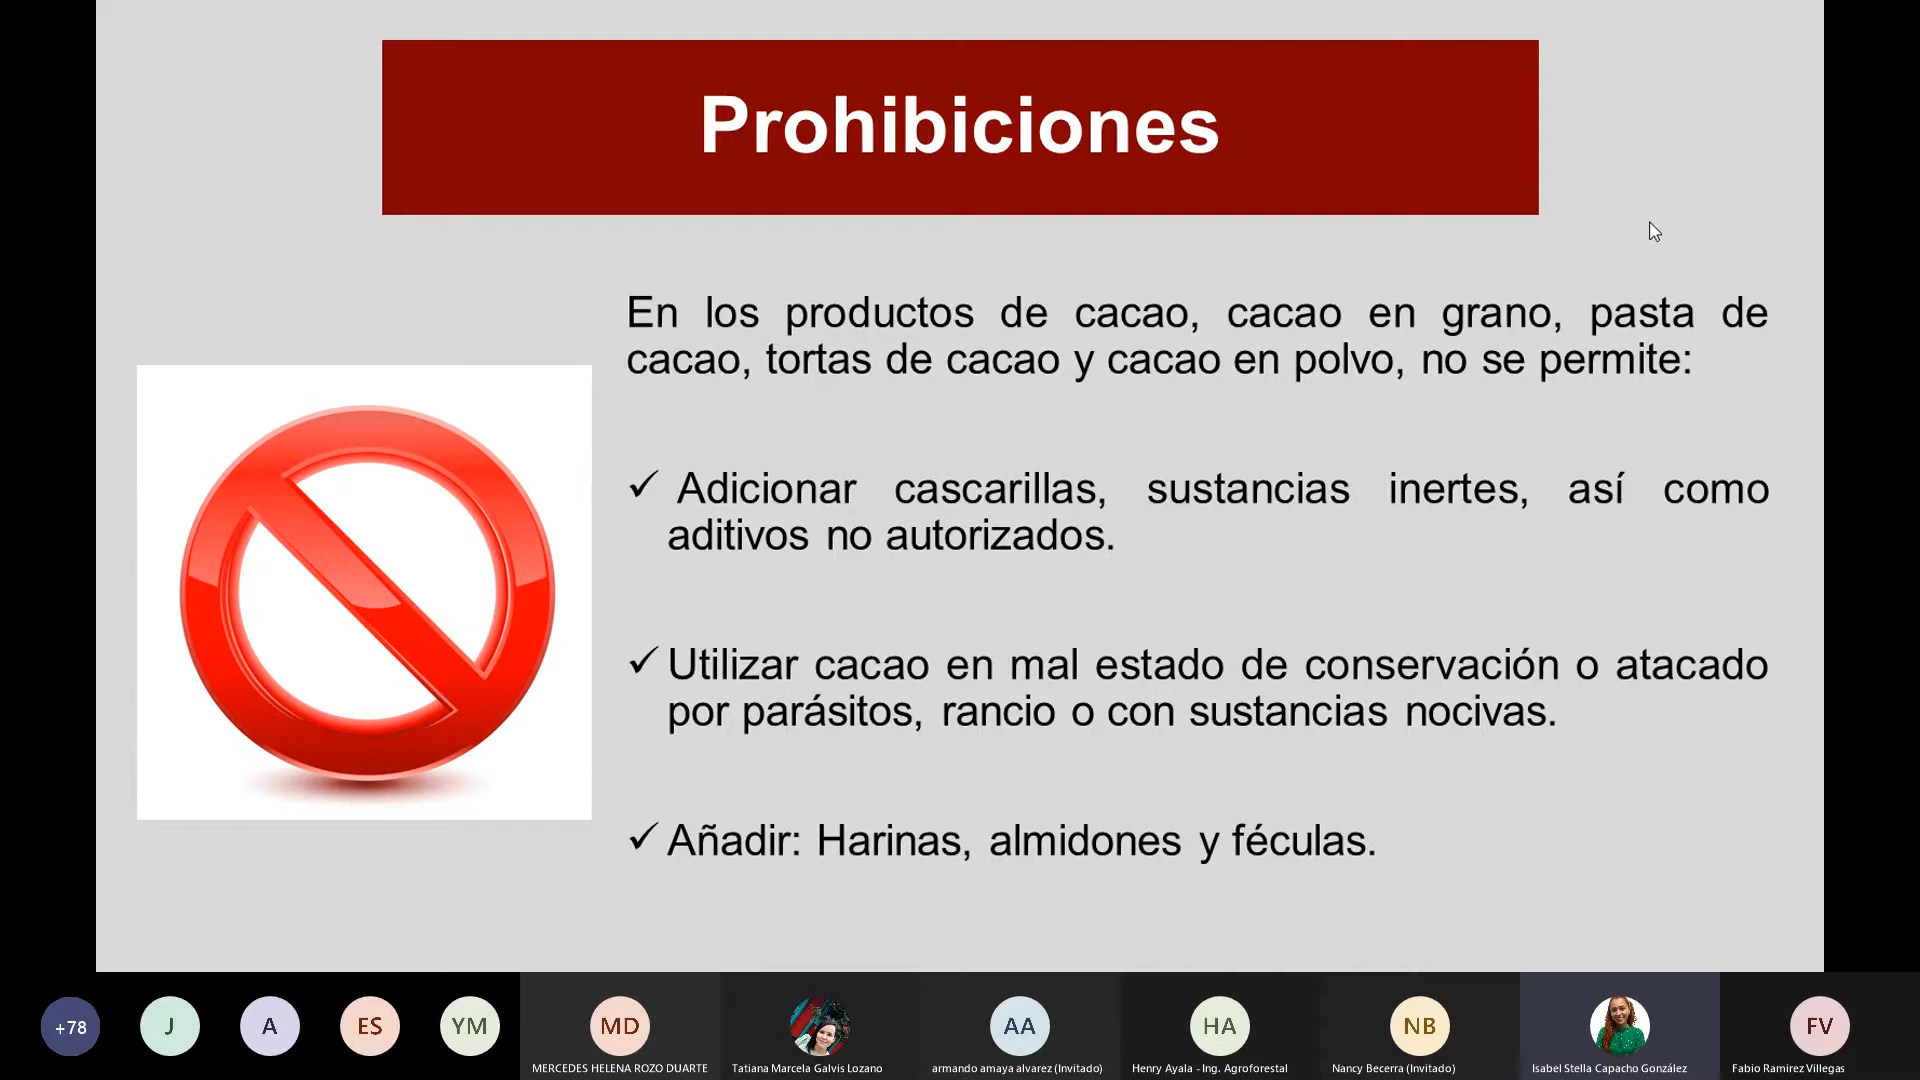 Prohibiciones
En los productos de cacao, cacao en grano, pasta de
cacao, tortas de cacao y cacao en polvo, no se permite:
✓ Adicionar cascarillas, sustancias inertes, así como
aditivos no autorizados.
✓ Utilizar cacao en mal estado de conservación o atacado
por parásitos, rancio o con sustancias nocivas.
✓ Añadir: Harinas, almidones y féculas.
+78 J A ES YM MD AA HA NB FV
MERCEDES HELENA ROZO DUARTE Tatiana Marcela Galvis Lozano armando amaya alvarez (Invitado) Henry Ayala - Ing. Agroforestal Nancy Becerra (Invitado) Isabel Stella Capacho González Fabio Ramirez Villegas